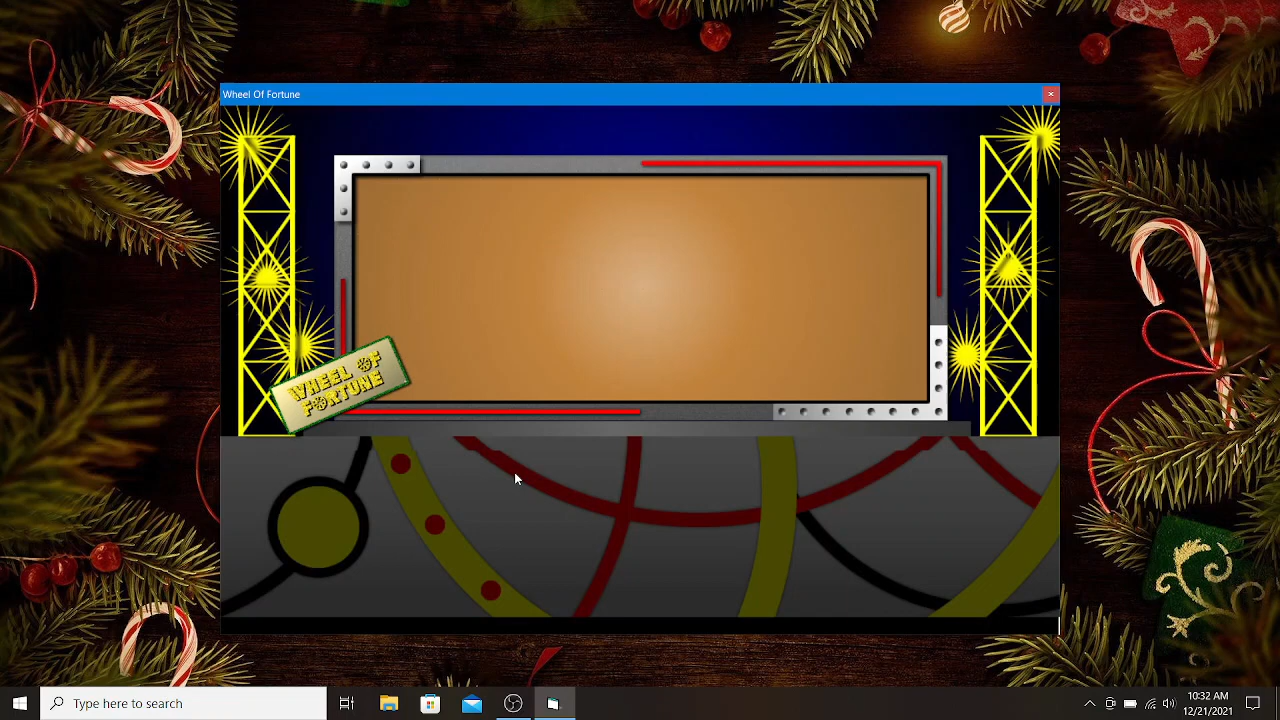 Wheel Of Fortune
WHEEL OF
FORTUNE
Type here to search
10:32 AM
12/21/2021